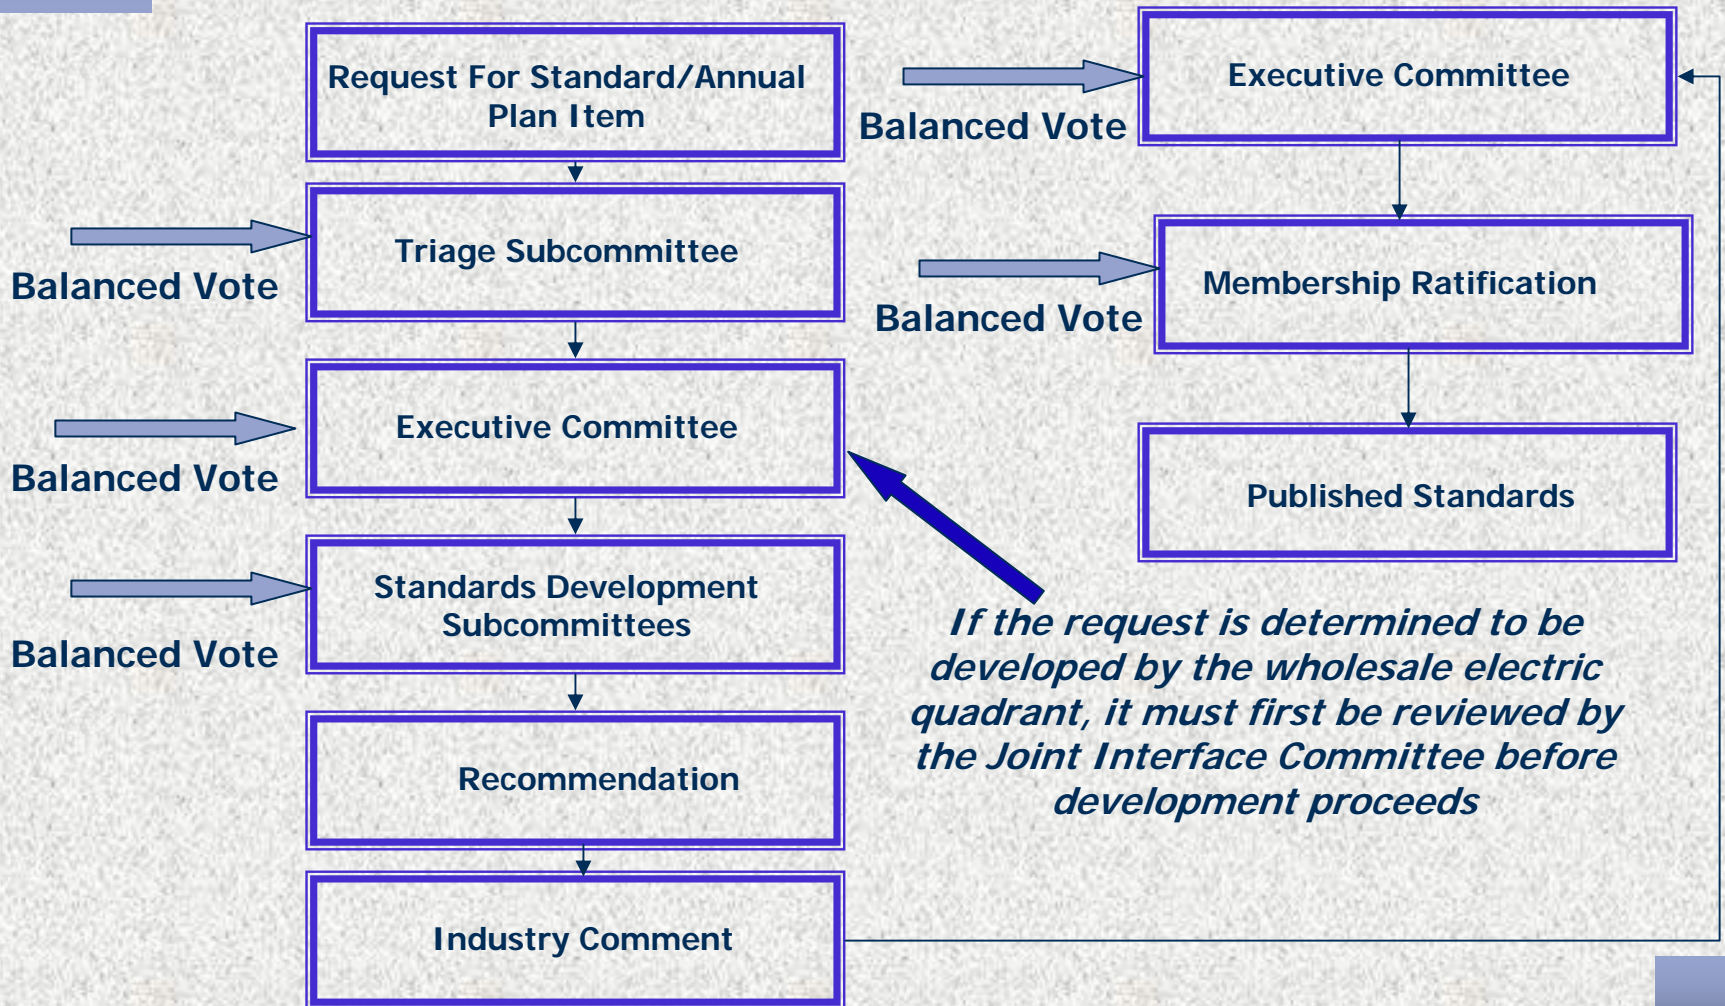 Request For Standard/Annual
Plan Item
Balanced Vote
Triage Subcommittee
Balanced Vote
Executive Committee
Balanced Vote
Standards Development
Subcommittees
Recommendation
Industry Comment
Balanced Vote
Executive Committee
Balanced Vote
Membership Ratification
Published Standards
If the request is determined to be
developed by the wholesale electric
quadrant, it must first be reviewed by
the Joint Interface Committee before
development proceeds